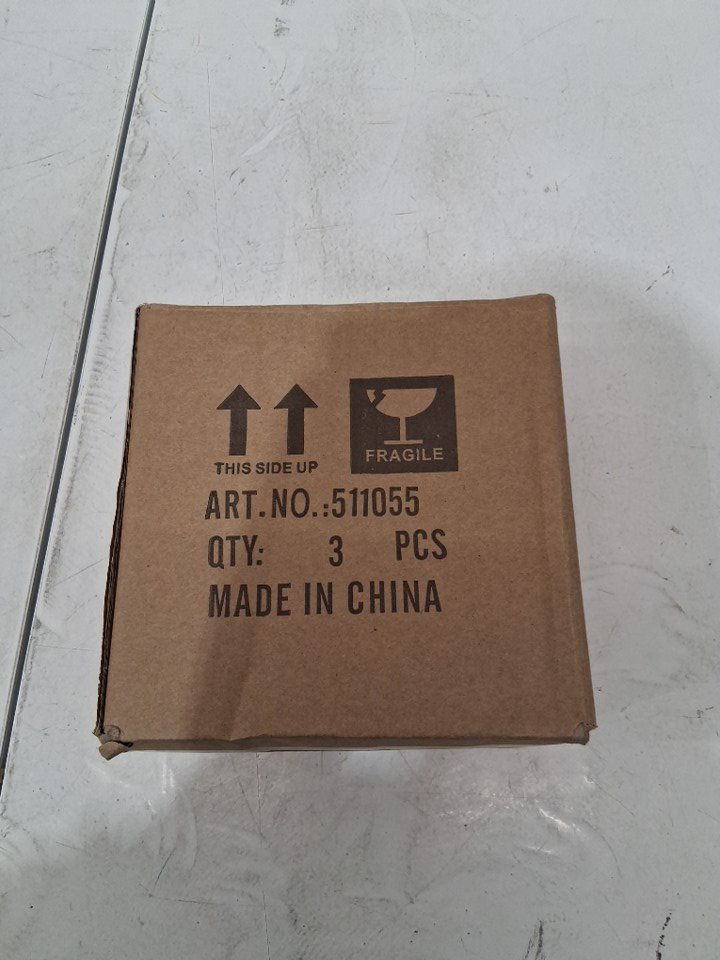 THIS SIDE UP
FRAGILE
ART.NO.:511055
QTY: 3 PCS
MADE IN CHINA